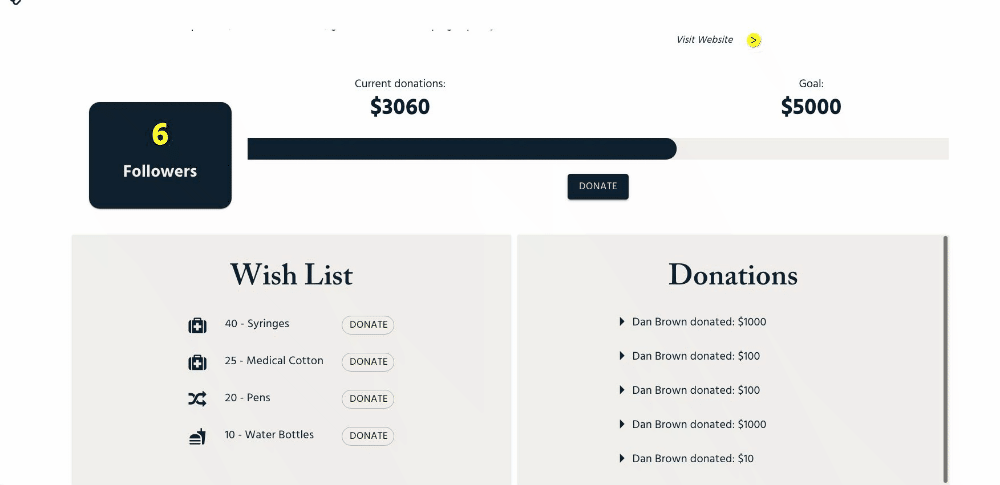 Visit Website
Current donations:
$3060
Goal:
$5000
6
Followers
DONATE
Wish List
40 - Syringes DONATE
25 - Medical Cotton DONATE
20 - Pens DONATE
10 - Water Bottles DONATE
Donations
Dan Brown donated: $1000
Dan Brown donated: $100
Dan Brown donated: $100
Dan Brown donated: $1000
Dan Brown donated: $10